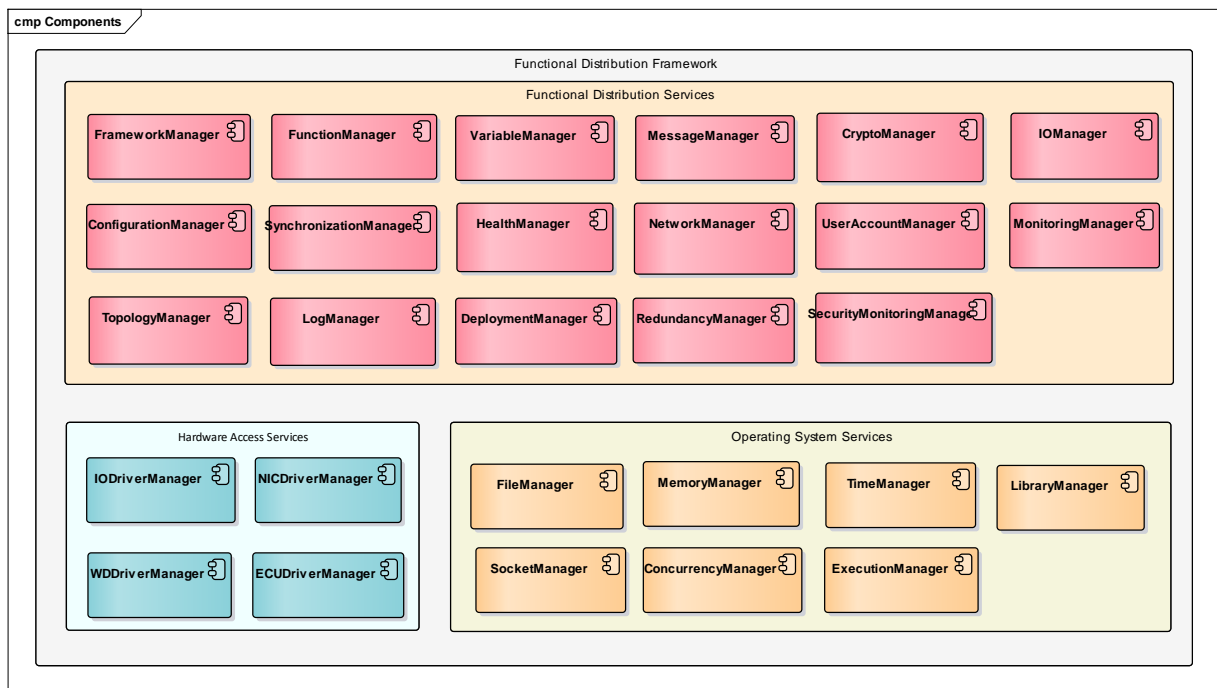 cmp Components
Functional Distribution Framework
Functional Distribution Services
FrameworkManager
FunctionManager
VariableManager
MessageManager
CryptoManager
IOManager
ConfigurationManager
SynchronizationManager
HealthManager
NetworkManager
UserAccountManager
MonitoringManager
TopologyManager
LogManager
DeploymentManager
RedundancyManager
SecurityMonitoringManager
Hardware Access Services
IODriverManager
NICDriverManager
WDDriverManager
ECUDriverManager
Operating System Services
FileManager
MemoryManager
TimeManager
LibraryManager
SocketManager
ConcurrencyManager
ExecutionManager